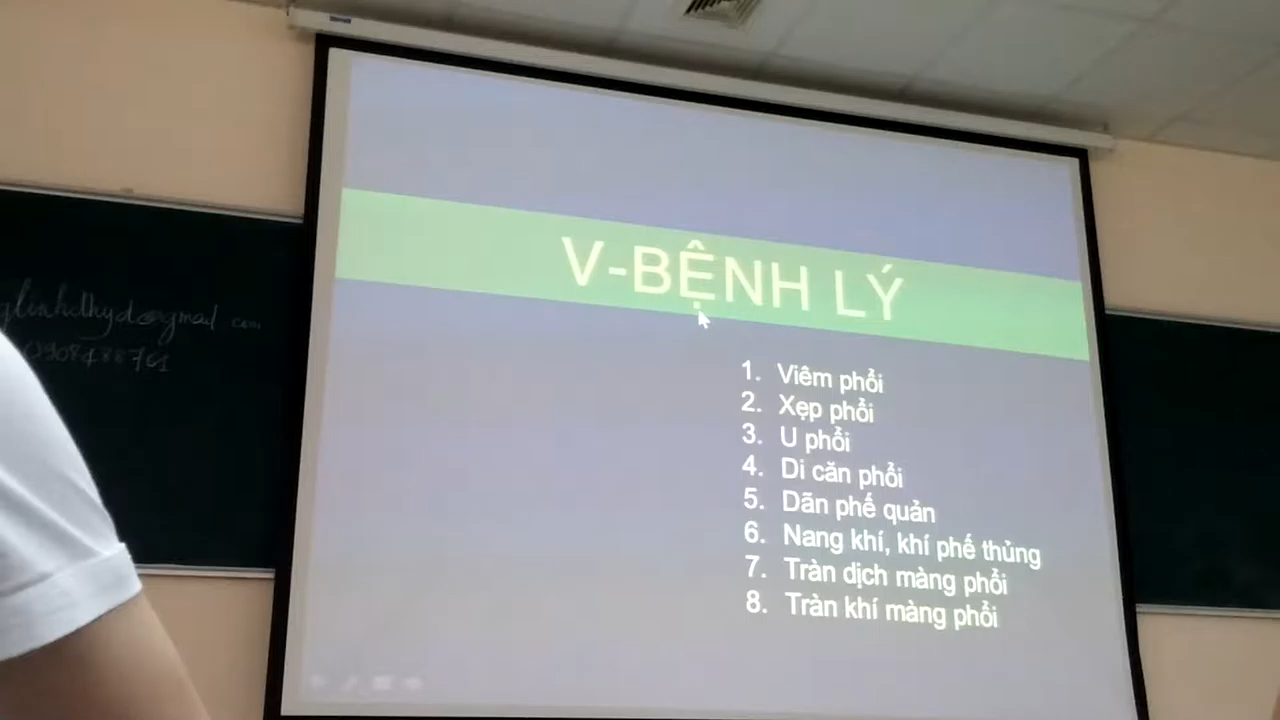 V-BỆNH LÝ
1. Viêm phổi
2. Xẹp phổi
3. U phổi
4. Di căn phổi
5. Dãn phế quản
6. Nang khí, khí phế thủng
7. Tràn dịch màng phổi
8. Tràn khí màng phổi